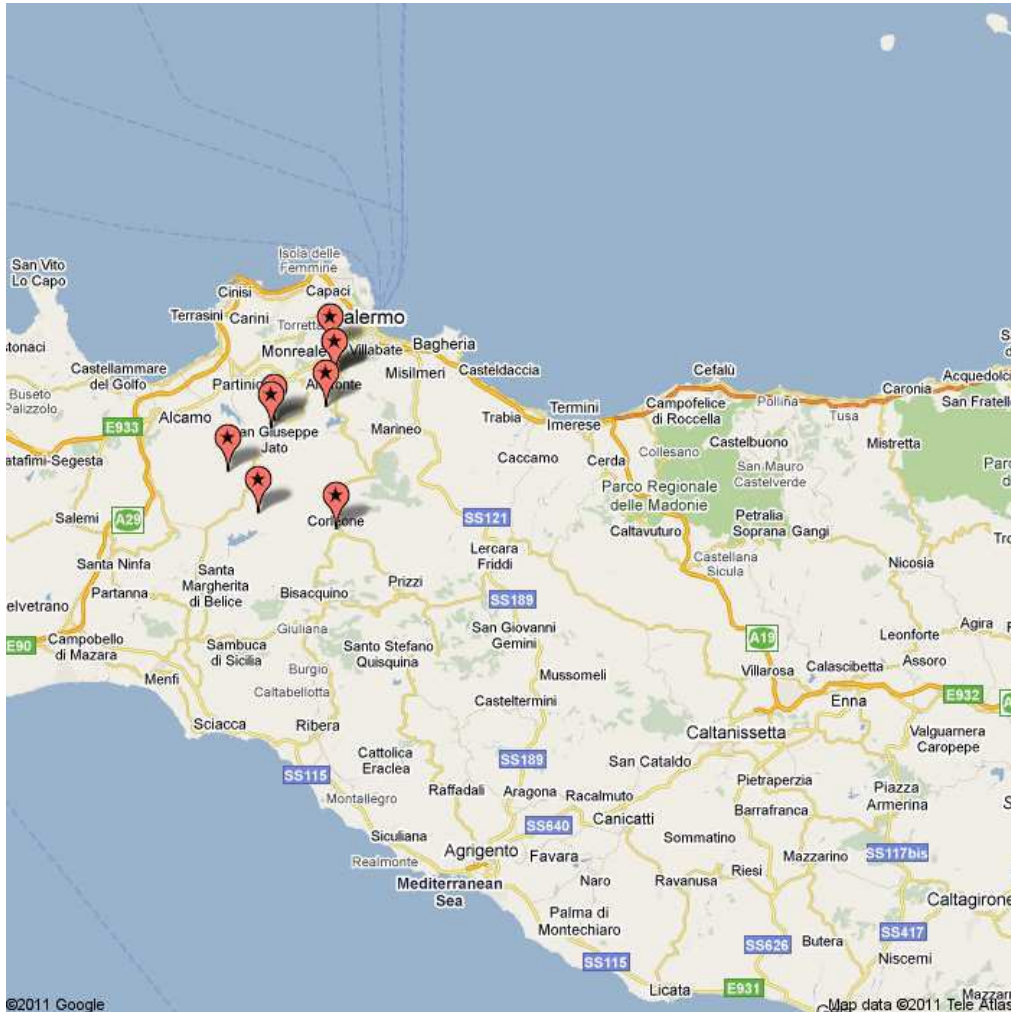 San Vito
Lo Capo
Isola delle
Femmine
Cinisi
Capaci
Terrasini
Carini
Torretta
alermo
Castellammare
del Golfo
Monreale
Villabate
Bagheria
Misilmeri
Casteldaccia
Cefalù
Buseto
Palizzolo
Partinic
Alcamo
E933
Trabia
Termini
Imerese
Campofelice
di Roccella
Pollina
Tusa
Caronia
Acquedolci
San Fratello
San Giuseppe
Jato
Marineo
Collesano
Castelbuono
Mistretta
atafimi-Segesta
Caccamo
Cerda
San Mauro
Castelverde
Parco Regionale
delle Madonie
Salemi
A29
SS121
Petralia
Soprana
Gangi
Caltavuturo
Santa Ninfa
Santa
Margherita
di Belice
Lercara
Friddi
Castellana
Sicula
Nicosia
Partanna
Bisacquino
Prizzi
SS189
elvetrano
Giuliana
San Giovanni
Gemini
A19
Agira
Leonforte
E90
Campobello
di Mazara
Sambuca
di Sicilia
Santo Stefano
Quisquina
Burgio
Caltabellotta
Menfi
Mussomeli
Villarosa
Calascibetta
Assoro
Casteltermini
Enna
E932
Sciacca
Ribera
Caltanissetta
Valguarnera
Caropepe
Cattolica
Eraclea
SS189
San Cataldo
SS115
Pietraperzia
Piazza
Armerina
Montallegro
Raffadali
Aragona
Racalmuto
Barrafranca
Siculiana
SS640
Canicatti
Sommatino
Realmonte
Agrigento
Favara
Mazzarino
SS117bis
Mediterranean
Sea
Naro
Ravanusa
Riesi
Caltagirone
Palma di
Montechiaro
SS417
SS626
Butera
SS115
Niscemi
Licata
E931
©2011 Google
Map data ©2011 Tele Atlas